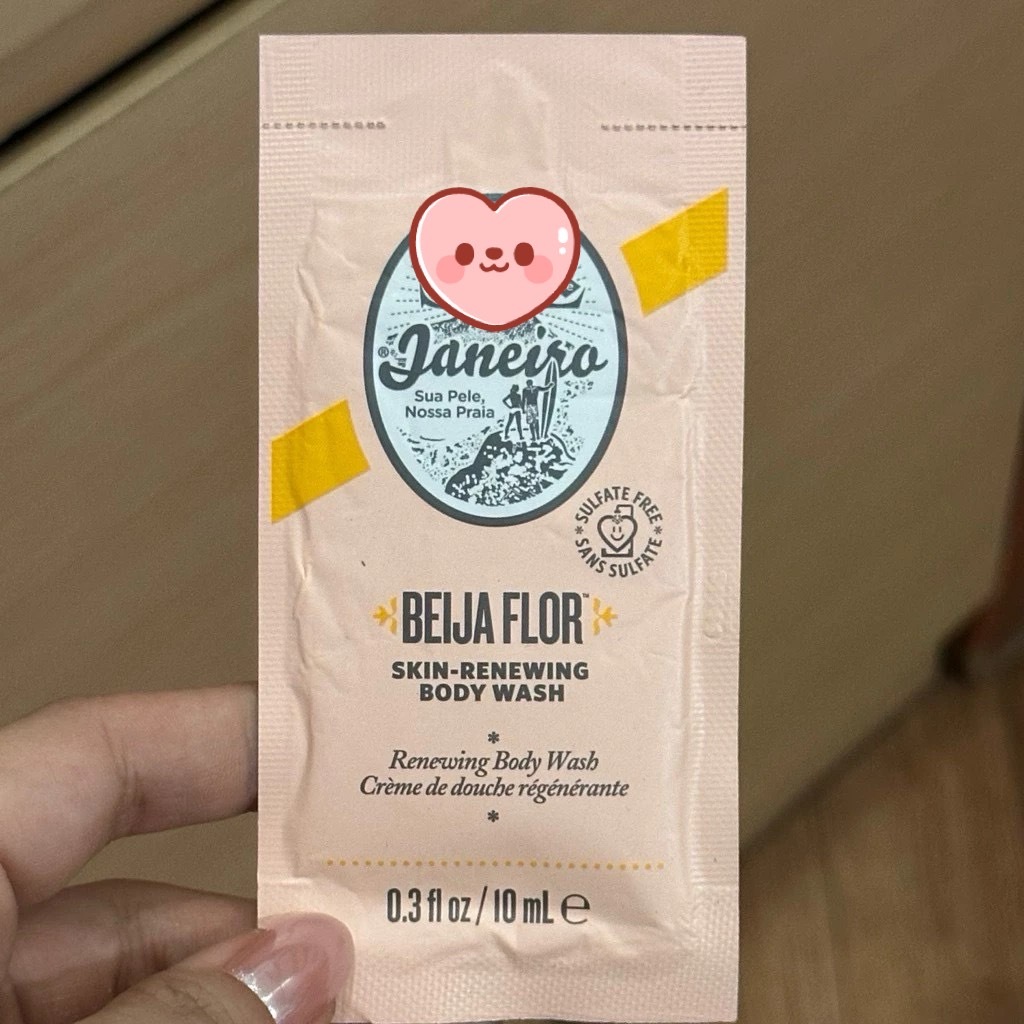 ®Janeiro
Sua Pele,
Nossa Praia
SULFATE FREE
SANS SULFATE
BEIJA FLOR™
SKIN-RENEWING
BODY WASH
*
Renewing Body Wash
Crème de douche régénérante
*
0.3 fl oz / 10 mL ℮